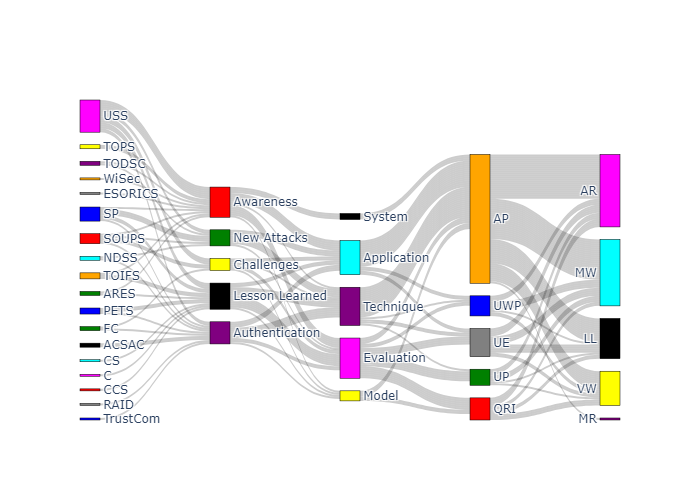 USS
TOPS
TODSC
WiSec
ESORICS
SP
SOUPS
NDSS
TOIFS
ARES
PETS
FC
ACSAC
CS
C
CCS
RAID
TrustCom
Awareness
New Attacks
Challenges
Lesson Learned
Authentication
System
Application
Technique
Evaluation
Model
AP
UWP
UE
UP
QRI
AR
MW
LL
VW
MR